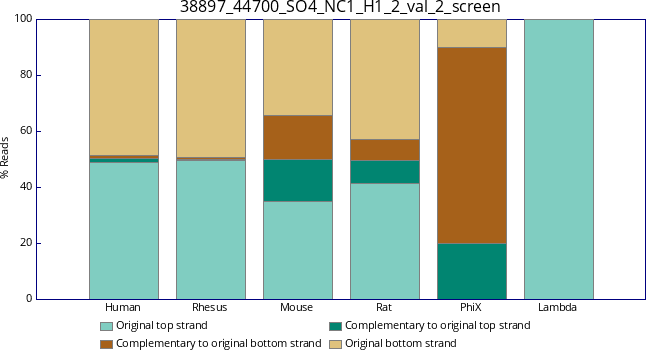 38897_44700_SO4_NC1_H1_2_val_2_screen
100
80
60
40
20
0
% Reads
Human Rhesus Mouse Rat PhiX Lambda
Original top strand Complementary to original top strand
Complementary to original bottom strand Original bottom strand